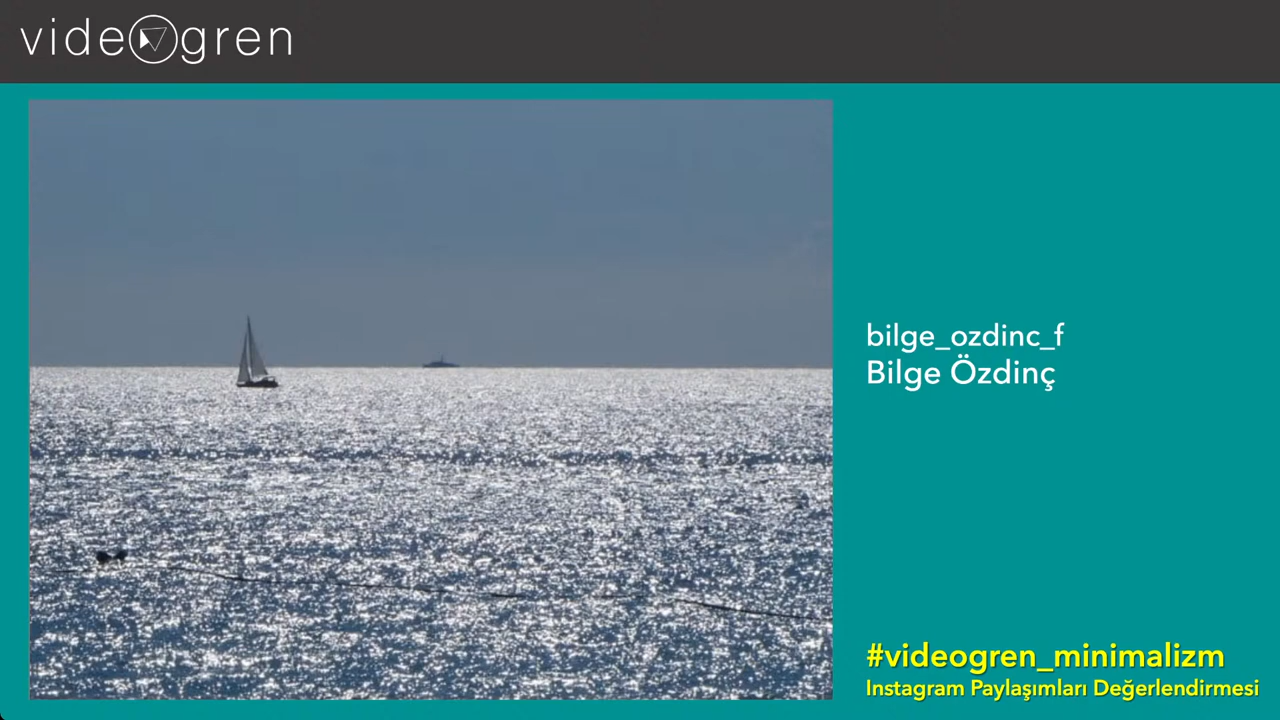 videogren
bilge_ozdinc_f
Bilge Özdinç
#videogren_minimalizm
Instagram Paylaşımları Değerlendirmesi